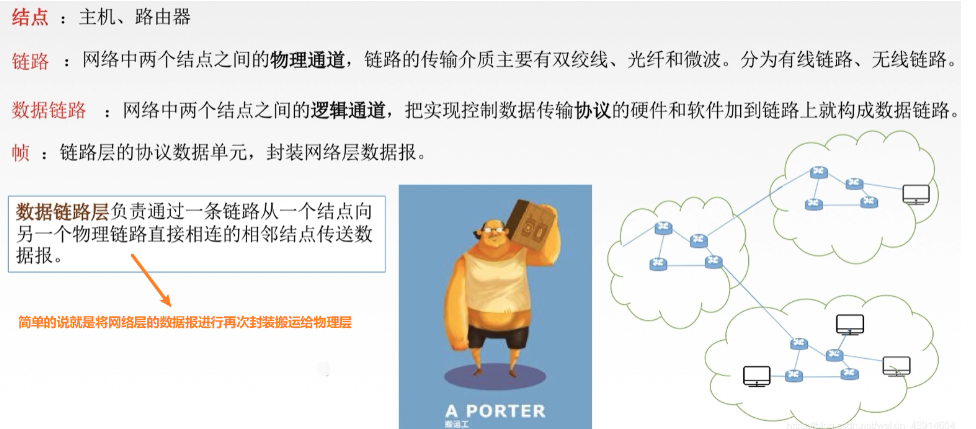 结点 ：主机、路由器
链路 ：网络中两个结点之间的物理通道，链路的传输介质主要有双绞线、光纤和微波。分为有线链路、无线链路。
数据链路 ：网络中两个结点之间的逻辑通道，把实现控制数据传输协议的硬件和软件加到链路上就构成数据链路。
帧 ：链路层的协议数据单元，封装网络层数据报。
数据链路层负责通过一条链路从一个结点向
另一个物理链路直接相连的相邻结点传送数
据报。
简单的说就是将网络层的数据报进行再次封装搬运给物理层
A PORTER
搬运工